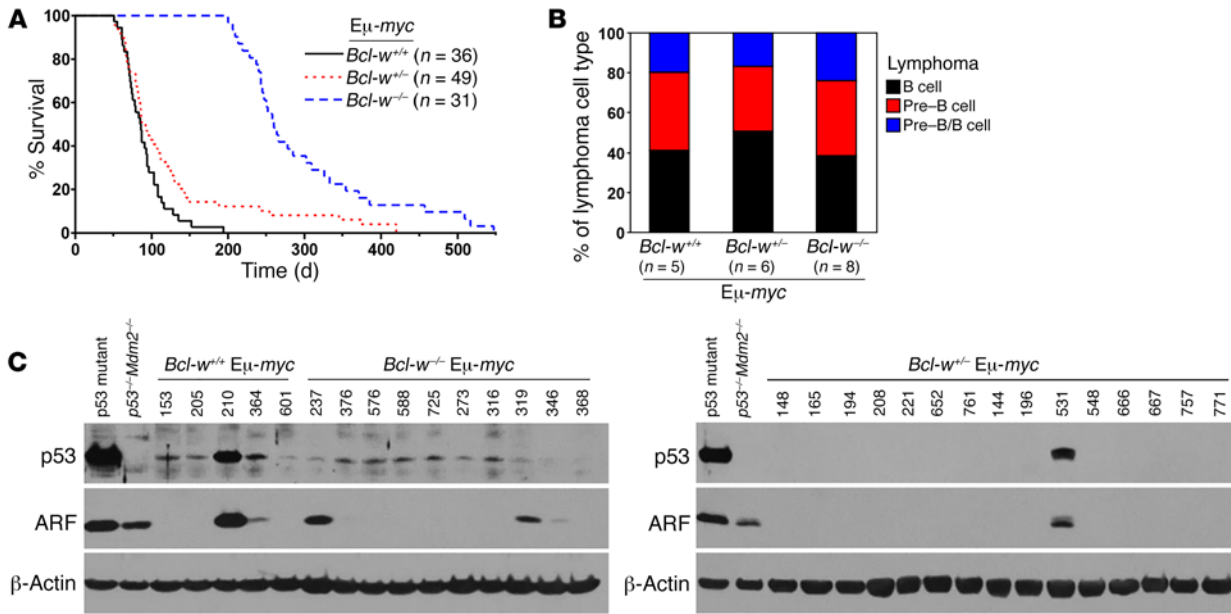 A
Eμ-myc
Bcl-w+/+ (n = 36)
Bcl-w+/− (n = 49)
Bcl-w−/− (n = 31)
% Survival
100
80
60
40
20
0
0 100 200 300 400 500
Time (d)
B
% of lymphoma cell type
100
80
60
40
20
0
Lymphoma
B cell
Pre–B cell
Pre–B/B cell
Bcl-w+/+ Bcl-w+/− Bcl-w−/−
(n = 5) (n = 6) (n = 8)
Eμ-myc
C
p53 mutant
p53−/−Mdm2−/−
Bcl-w+/+ Eμ-myc
153 205 210 364 601
Bcl-w−/− Eμ-myc
237 376 576 588 725 273 316 319 346 368
p53
ARF
β-Actin
p53 mutant
p53−/−Mdm2−/−
Bcl-w+/− Eμ-myc
148 165 194 208 221 652 761 144 196 531 548 666 667 757 771
p53
ARF
β-Actin